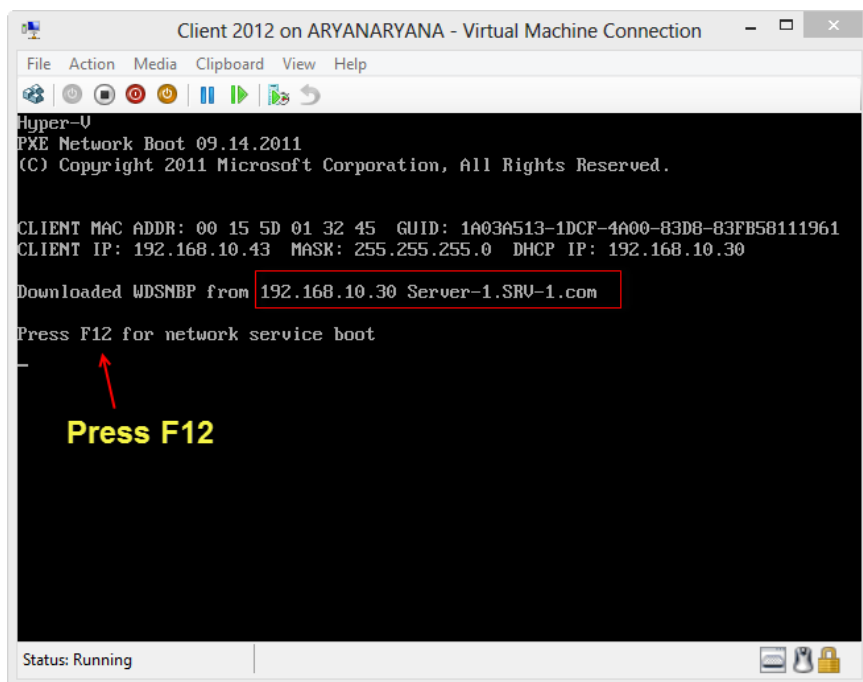 Client 2012 on ARYANARYANA - Virtual Machine Connection
File Action Media Clipboard View Help
Hyper-V
PXE Network Boot 09.14.2011
(C) Copyright 2011 Microsoft Corporation, All Rights Reserved.
CLIENT MAC ADDR: 00 15 5D 01 32 45 GUID: 1A03A513-1DCF-4A00-83D8-83FB58111961
CLIENT IP: 192.168.10.43 MASK: 255.255.255.0 DHCP IP: 192.168.10.30
Downloaded WDSNBP from 192.168.10.30 Server-1.SRV-1.com
Press F12 for network service boot
Press F12
Status: Running